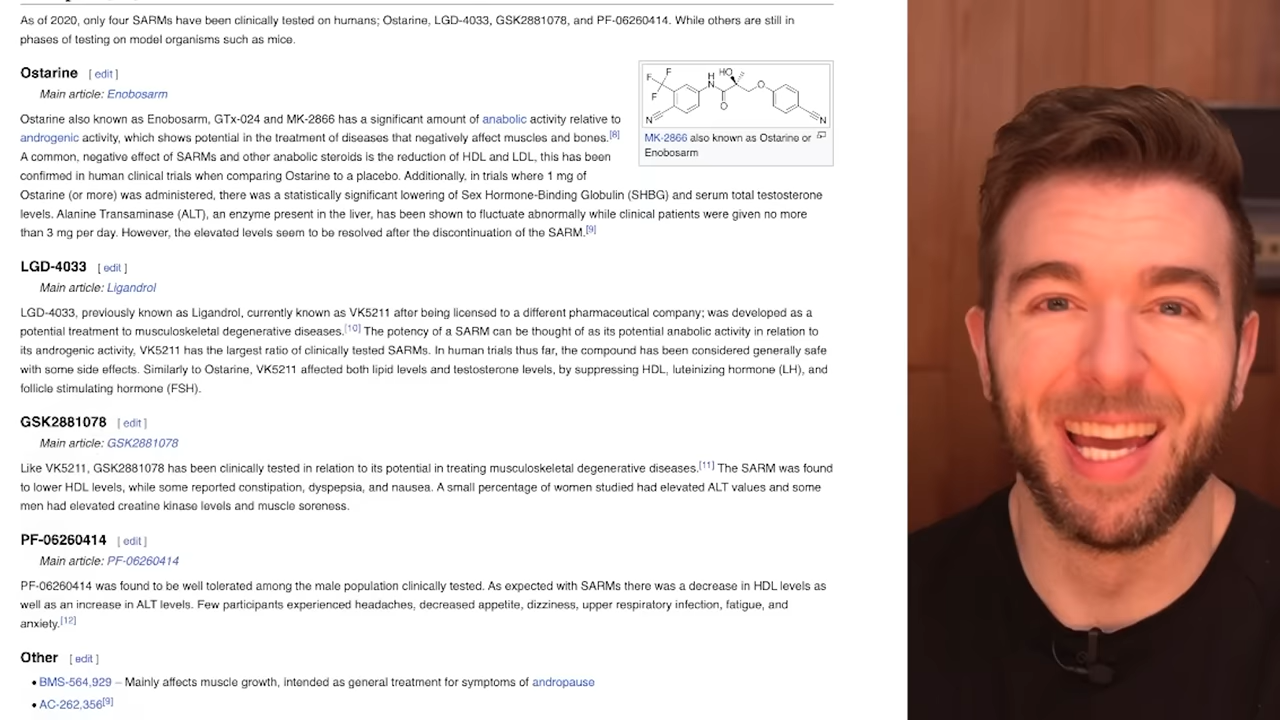 As of 2020, only four SARMs have been clinically tested on humans; Ostarine, LGD-4033, GSK2881078, and PF-06260414. While others are still in
phases of testing on model organisms such as mice.
Ostarine [ edit ]
Main article: Enobosarm
Ostarine also known as Enobosarm, GTx-024 and MK-2866 has a significant amount of anabolic activity relative to
androgenic activity, which shows potential in the treatment of diseases that negatively affect muscles and bones.[8]
A common, negative effect of SARMs and other anabolic steroids is the reduction of HDL and LDL, this has been
confirmed in human clinical trials when comparing Ostarine to a placebo. Additionally, in trials where 1 mg of
Ostarine (or more) was administered, there was a statistically significant lowering of Sex Hormone-Binding Globulin (SHBG) and serum total testosterone
levels. Alanine Transaminase (ALT), an enzyme present in the liver, has been shown to fluctuate abnormally while clinical patients were given no more
than 3 mg per day. However, the elevated levels seem to be resolved after the discontinuation of the SARM.[9]
F
F
F
N
H
N
O
HO
O
CN
MK-2866 also known as Ostarine or
Enobosarm
LGD-4033 [ edit ]
Main article: Ligandrol
LGD-4033, previously known as Ligandrol, currently known as VK5211 after being licensed to a different pharmaceutical company; was developed as a
potential treatment to musculoskeletal degenerative diseases.[10] The potency of a SARM can be thought of as its potential anabolic activity in relation to
its androgenic activity, VK5211 has the largest ratio of clinically tested SARMs. In human trials thus far, the compound has been considered generally safe
with some side effects. Similarly to Ostarine, VK5211 affected both lipid levels and testosterone levels, by suppressing HDL, luteinizing hormone (LH), and
follicle stimulating hormone (FSH).
GSK2881078 [ edit ]
Main article: GSK2881078
Like VK5211, GSK2881078 has been clinically tested in relation to its potential in treating musculoskeletal degenerative diseases.[11] The SARM was found
to lower HDL levels, while some reported constipation, dyspepsia, and nausea. A small percentage of women studied had elevated ALT values and some
men had elevated creatine kinase levels and muscle soreness.
PF-06260414 [ edit ]
Main article: PF-06260414
PF-06260414 was found to be well tolerated among the male population clinically tested. As expected with SARMs there was a decrease in HDL levels as
well as an increase in ALT levels. Few participants experienced headaches, decreased appetite, dizziness, upper respiratory infection, fatigue, and
anxiety.[12]
Other [ edit ]
• BMS-564,929 – Mainly affects muscle growth, intended as general treatment for symptoms of andropause
• AC-262,356[9]